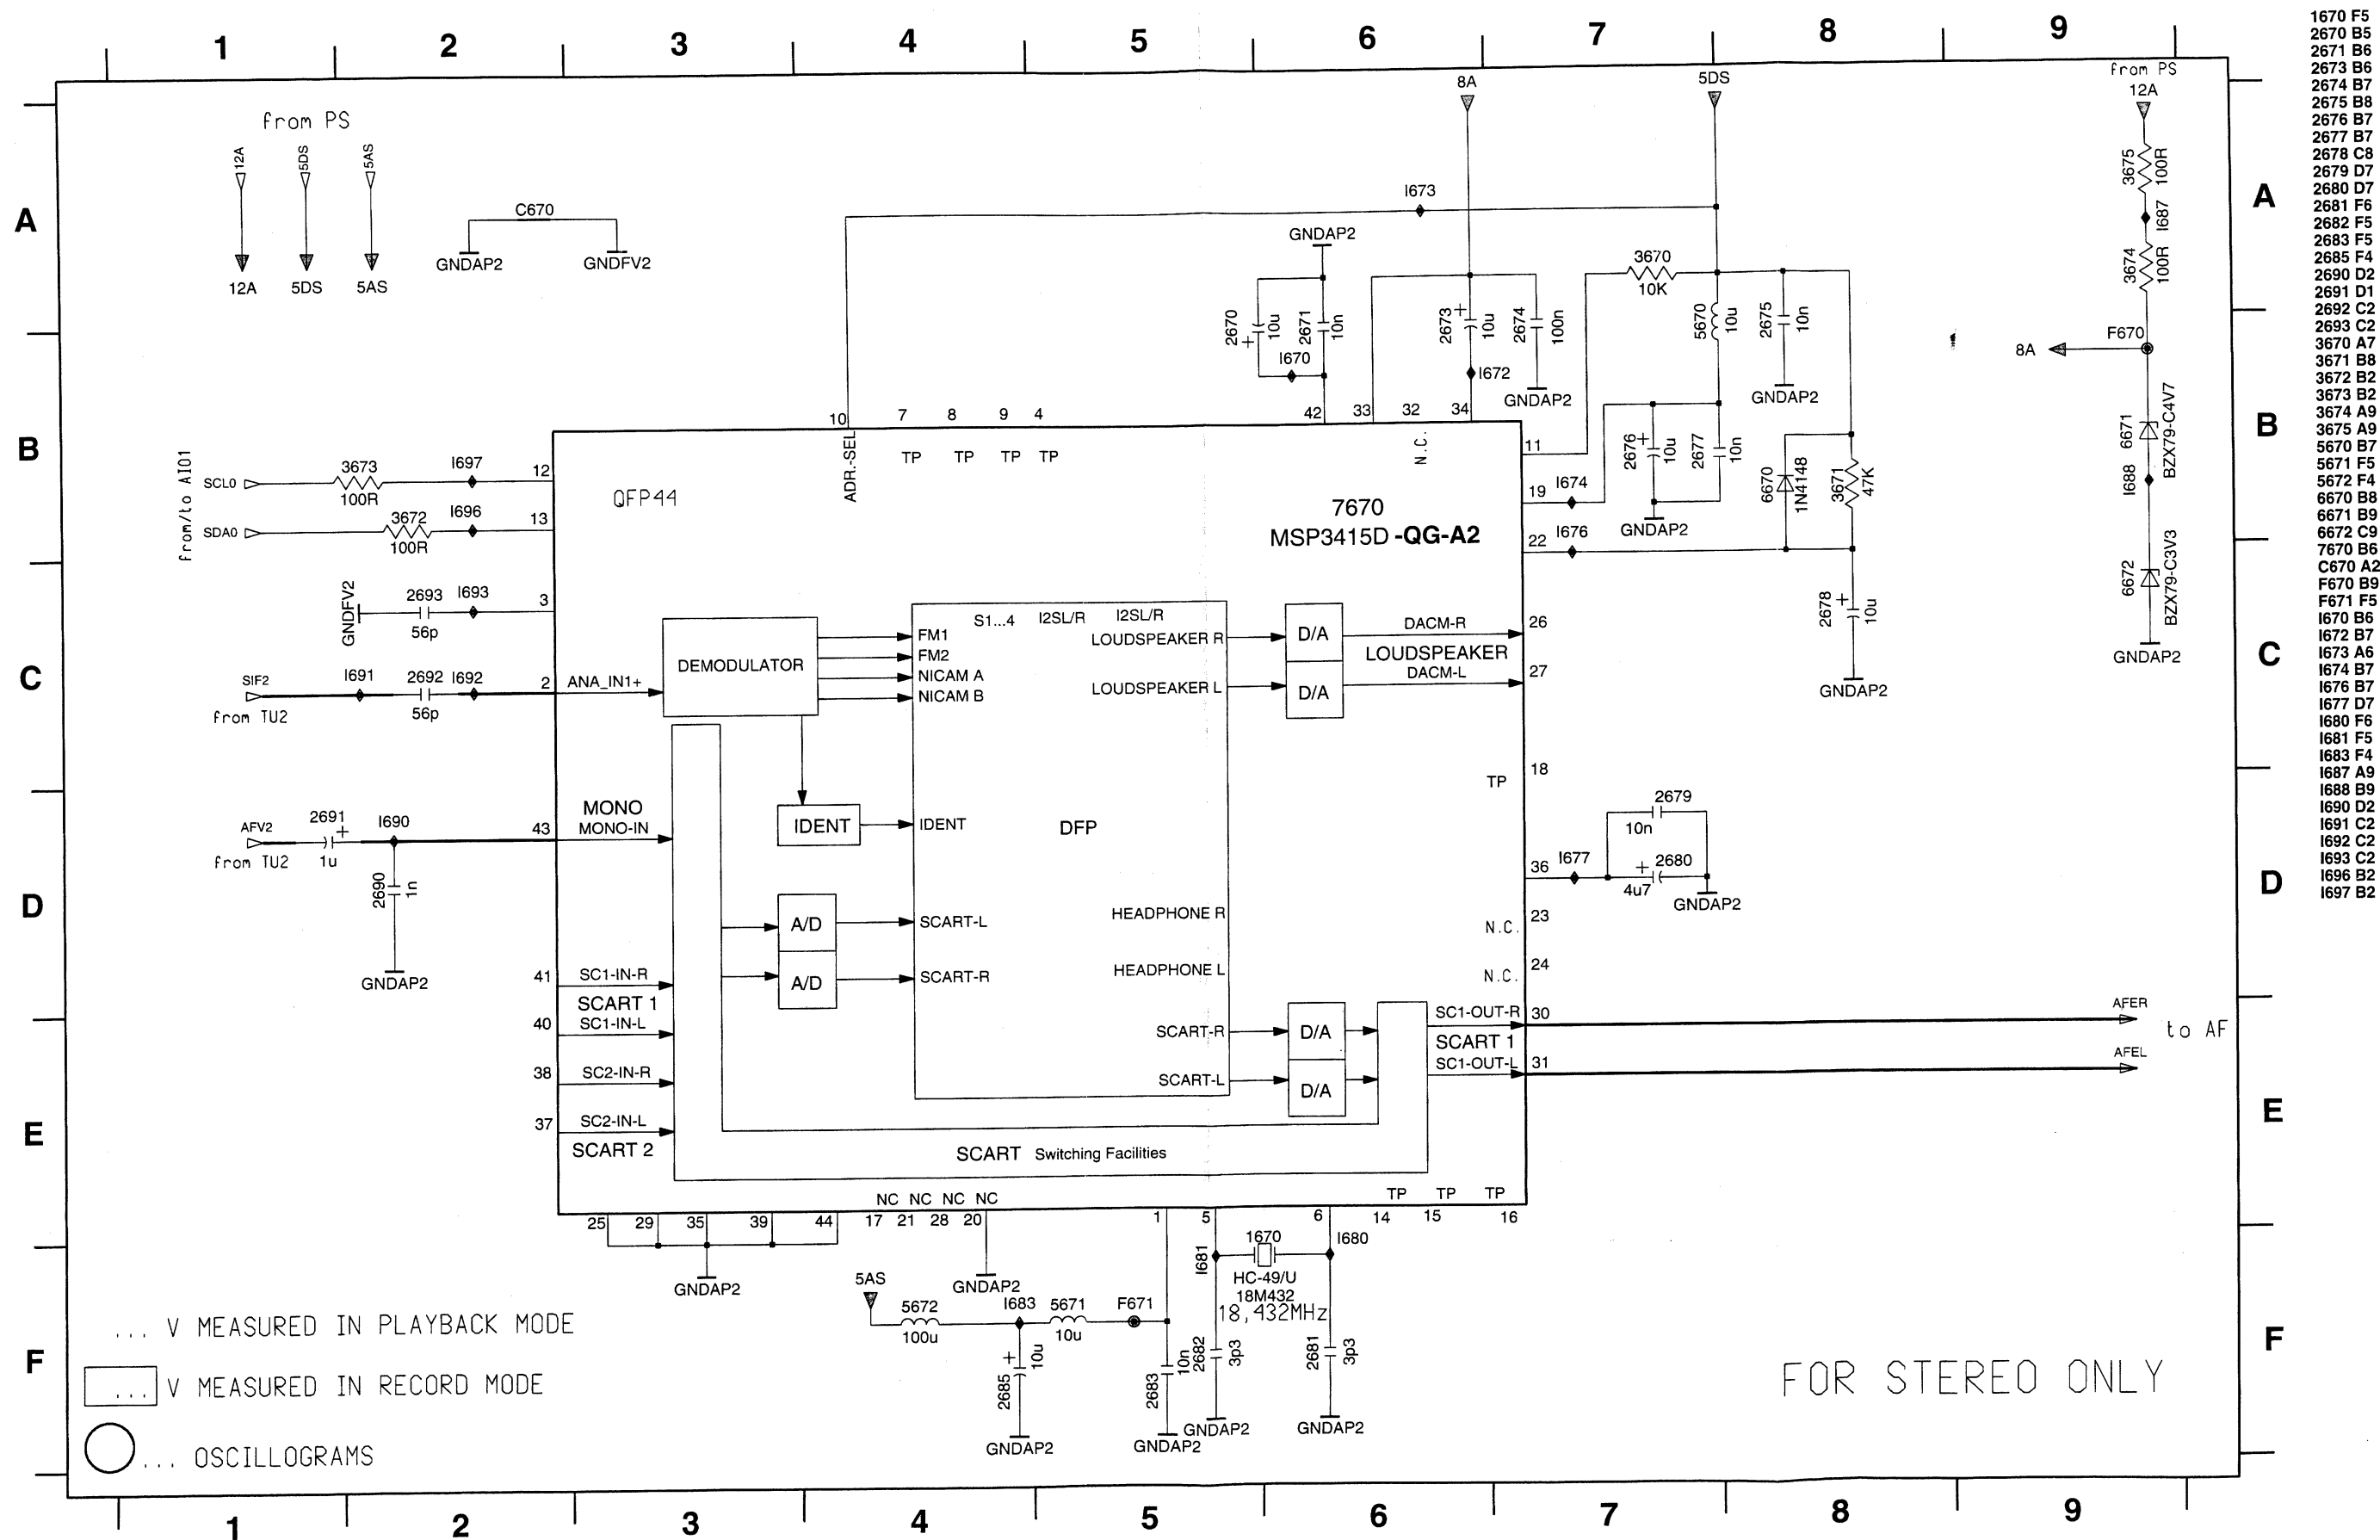 1 2 3 4 5 6 7 8 9
A
from PS
12A 5DS 5AS
12A 5DS 5AS
C670
GNDAP2 GNDFV2
8A
5DS
from PS
12A
3675
100R
I687
3674
100R
I673
GNDAP2
3670
10K
2670
10u
+
2671
10n
I670
2673
+
10u
I672
2674
100n
GNDAP2
5670
10u
2675
10n
GNDAP2
8A
F670
A
B
from/to AIO1
SCL0
3673
100R
I697
12
SDA0
3672
100R
I696
13
10
ADR.-SEL
7 8 9 4
TP TP TP TP
42 33 32 34
N.C.
QFP44
7670
MSP3415D -QG-A2
11
19 I674
22 I676
2676
+
10u
2677
10n
GNDAP2
6670
1N4148
3671
47K
6671
BZX79-C4V7
I688
B
C
GNDFV2
2693
56p
I693
3
SIF2
from TU2
I691
2692
56p
I692
2
ANA_IN1+
DEMODULATOR
FM1
FM2
NICAM A
NICAM B
S1...4 I2SL/R I2SL/R
LOUDSPEAKER R
LOUDSPEAKER L
D/A
D/A
DACM-R
LOUDSPEAKER
DACM-L
26
27
2678
+
10u
GNDAP2
6672
BZX79-C3V3
GNDAP2
C
D
AFV2
from TU2
2691
+
1u
I690
43
2690
1n
GNDAP2
MONO
MONO-IN
IDENT
IDENT
DFP
TP
18
2679
10n
36 I677
+
2680
4u7
GNDAP2
A/D
A/D
SCART-L
SCART-R
HEADPHONE R
HEADPHONE L
N.C.
23
N.C.
24
D
41
SC1-IN-R
SCART 1
40
SC1-IN-L
38
SC2-IN-R
37
SC2-IN-L
SCART 2
E
SCART-R
SCART-L
D/A
D/A
SC1-OUT-R
30
SCART 1
SC1-OUT-L
31
AFER
to AF
AFEL
E
SCART Switching Facilities
NC NC NC NC
TP TP TP
25 29 35 39 44 17 21 28 20 1 5 6 14 15 16
GNDAP2
GNDAP2
5AS
5672
100u
I683
5671
10u
F671
+
2685
10u
GNDAP2
2683
10n
GNDAP2
I681
1670
I680
HC-49/U
18M432
18,432MHz
2682
3p3
GNDAP2
2681
3p3
GNDAP2
F
... V MEASURED IN PLAYBACK MODE
... V MEASURED IN RECORD MODE
... OSCILLOGRAMS
FOR STEREO ONLY
F
1 2 3 4 5 6 7 8 9
1670 F5
2670 B5
2671 B6
2673 B6
2674 B7
2675 B8
2676 B7
2677 B7
2678 C8
2679 D7
2680 D7
2681 F6
2682 F5
2683 F5
2685 F4
2690 D2
2691 D1
2692 C2
2693 C2
3670 A7
3671 B8
3672 B2
3673 B2
3674 A9
3675 A9
5670 B7
5671 F5
5672 F4
6670 B8
6671 B9
6672 C9
7670 B6
C670 A2
F670 B9
F671 F5
I670 B6
I672 B7
I673 A6
I674 B7
I676 B7
I677 D7
I680 F6
I681 F5
I683 F4
I687 A9
I688 B9
I690 D2
I691 C2
I692 C2
I693 C2
I696 B2
I697 B2